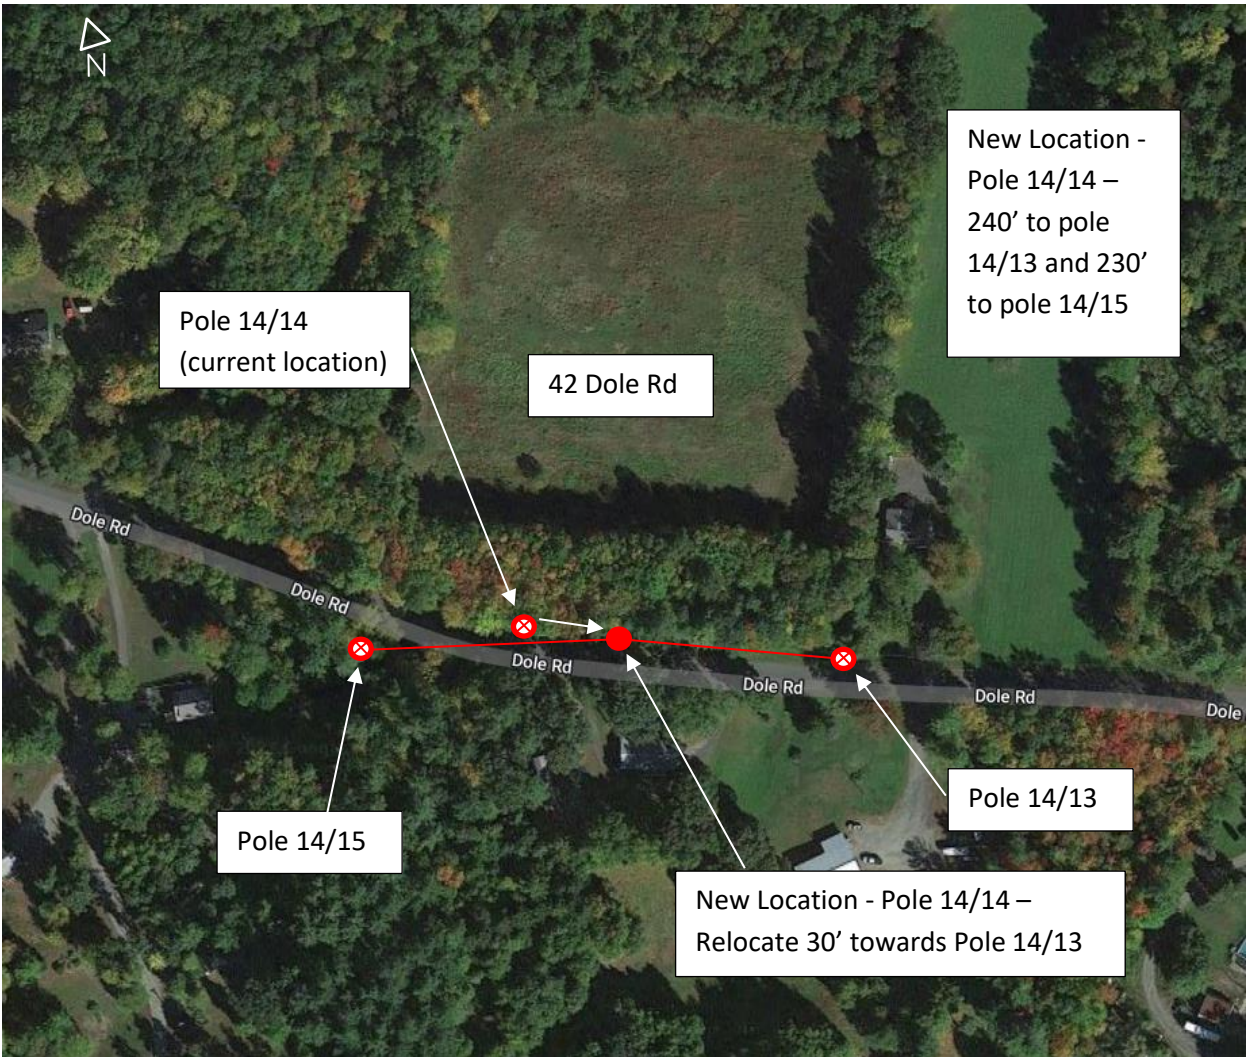 N
New Location -
Pole 14/14 –
240’ to pole
14/13 and 230’
to pole 14/15
Pole 14/14
(current location)
42 Dole Rd
Dole Rd
Dole Rd
Dole Rd
Dole Rd
Dole Rd
Dole
Pole 14/13
Pole 14/15
New Location - Pole 14/14 –
Relocate 30’ towards Pole 14/13